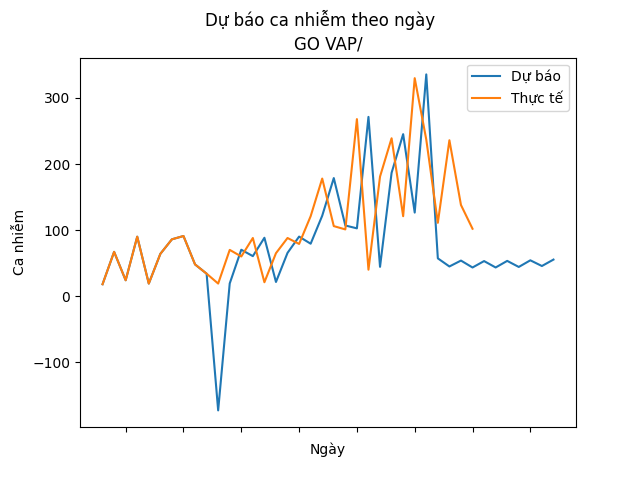 Dự báo ca nhiễm theo ngày
GO VAP/
Dự báo
Thực tế
300
200
100
0
−100
Ca nhiễm
Ngày